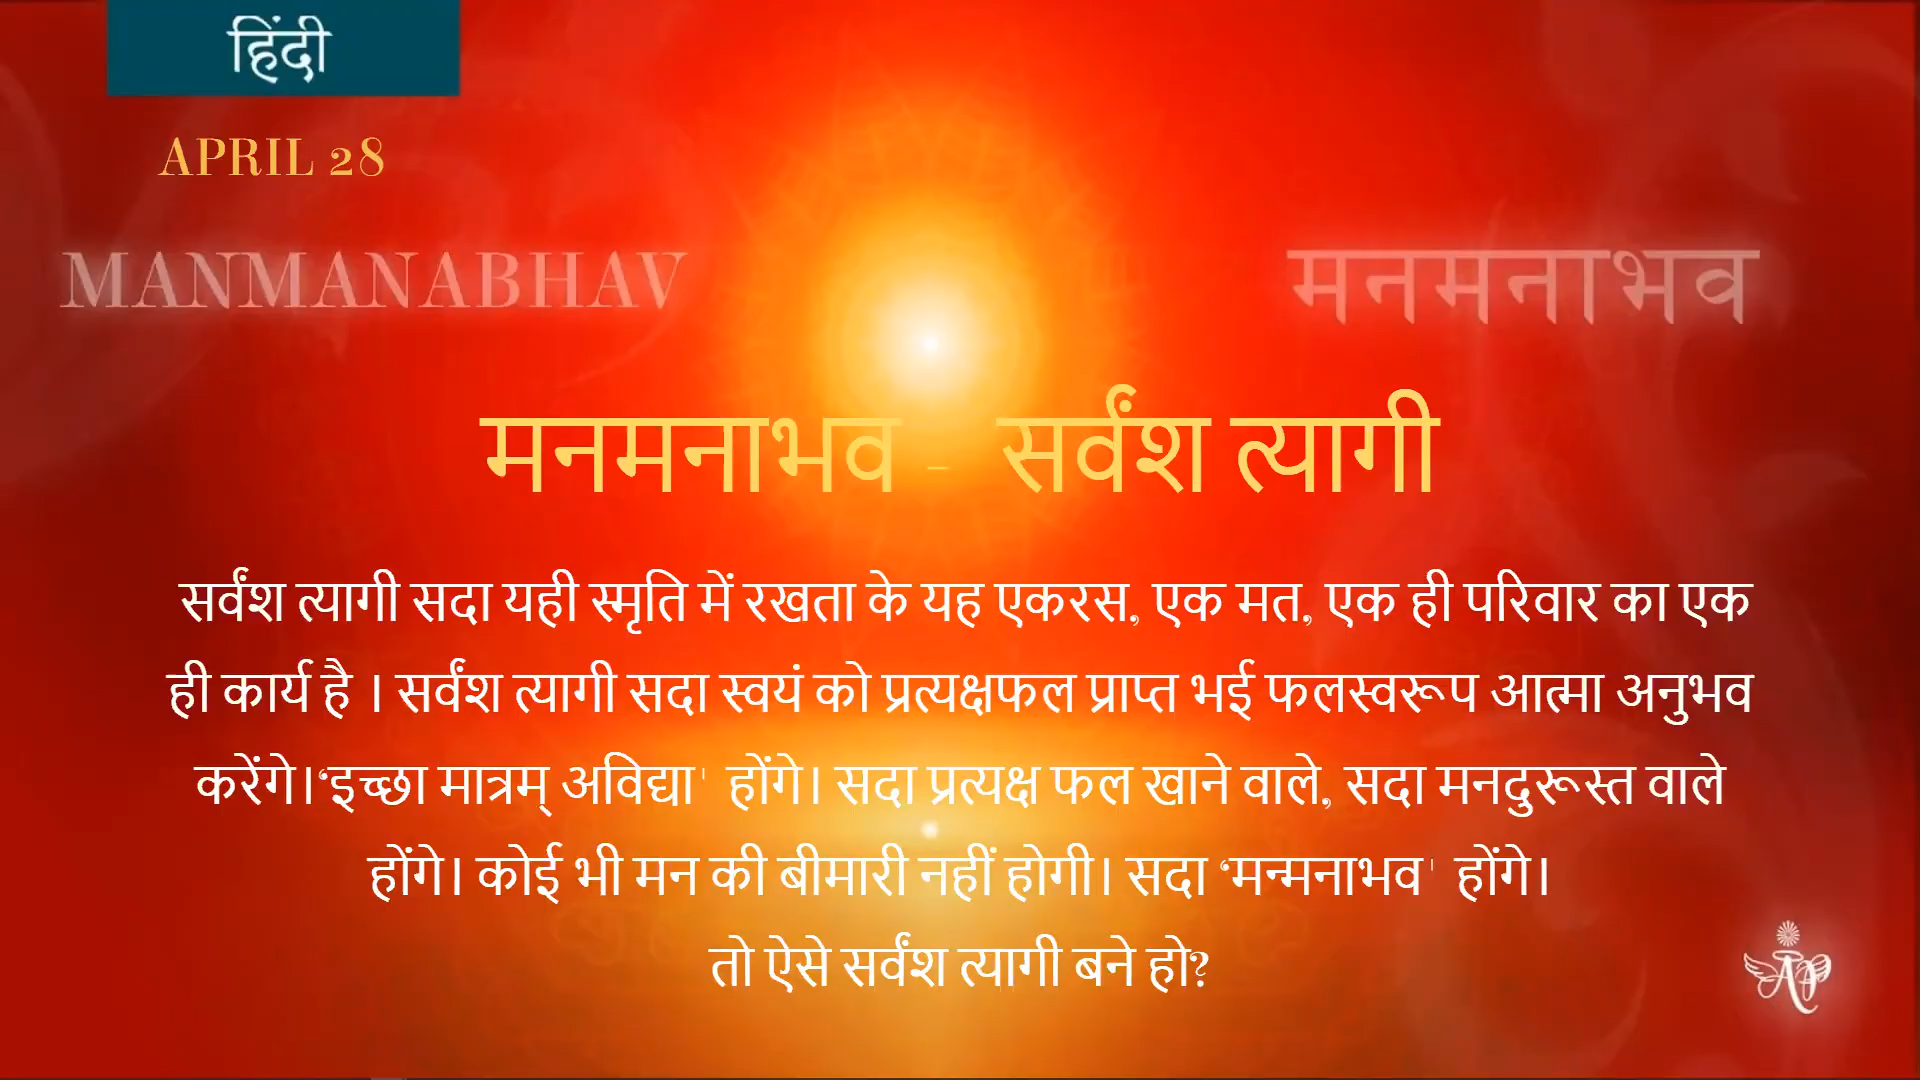 हिंदी
APRIL 28
MANMANABHAV
मनमनाभव
मनमनाभव - सर्वंश त्यागी
सर्वंश त्यागी सदा यही स्मृति में रखता के यह एकरस, एक मत, एक ही परिवार का एक
ही कार्य है । सर्वंश त्यागी सदा स्वयं को प्रत्यक्षफल प्राप्त भई फलस्वरूप आत्मा अनुभव
करेंगे।‘इच्छा मात्रम् अविद्या' होंगे। सदा प्रत्यक्ष फल खाने वाले, सदा मनदुरूस्त वाले
होंगे। कोई भी मन की बीमारी नहीं होगी। सदा ‘मन्मनाभव' होंगे।
तो ऐसे सर्वंश त्यागी बने हो?
AP